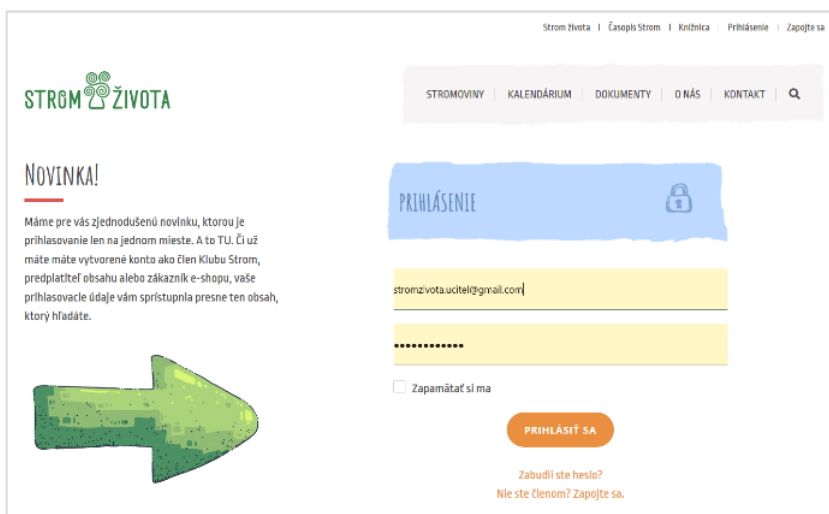 Strom života | Časopis Strom | Knižnica | Prihlásenie | Zapojte sa
STROM ŽIVOTA
STROMOVINY | KALENDÁRIUM | DOKUMENTY | O NÁS | KONTAKT
Novinka!
Máme pre vás zjednodušenú novinku, ktorou je
prihlasovanie len na jednom mieste. A to TU. Či už
máte máte vytvorené konto ako člen Klubu Strom,
predplatiteľ obsahu alebo zákazník e-shopu, vaše
prihlasovacie údaje vám sprístupnia presne ten obsah,
ktorý hľadáte.
PRIHLÁSENIE
stromzivota.ucitel@gmail.com
••••••••••••
Zapamätať si ma
PRIHLÁSIŤ SA
Zabudli ste heslo?
Nie ste členom? Zapojte sa.